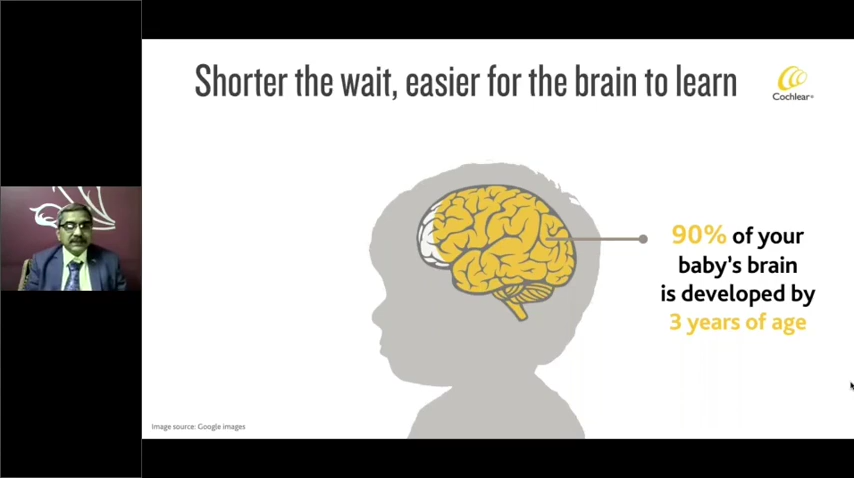 Shorter the wait, easier for the brain to learn
Cochlear®
90% of your
baby's brain
is developed by
3 years of age
Image source: Google images